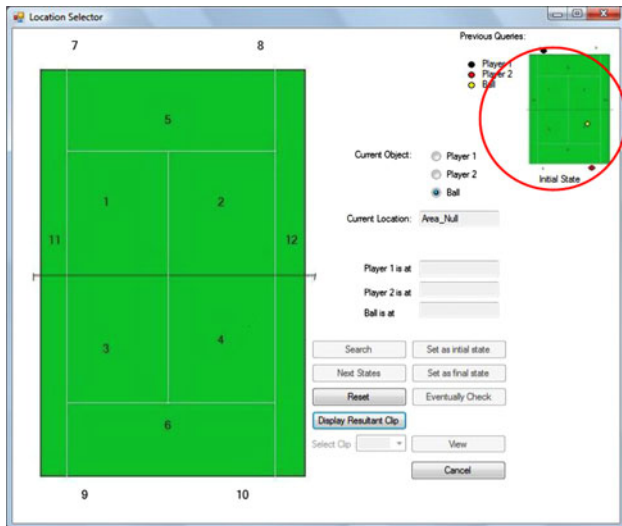 Location Selector
Previous Queries:
7
8
Player 1
Player 2
Ball
5
Current Object:
Player 1
Player 2
Initial State
Ball
1
2
Current Location:
Area_Null
11
12
Player 1 is at
Player 2 is at
Ball is at
3
4
Search
Set as intial state
Next States
Set as final state
Reset
Eventually Check
6
Display Resultant Clip
Select Clip
View
Cancel
9
10